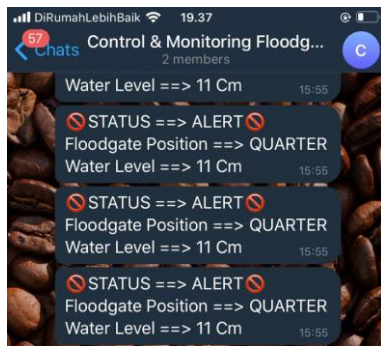 DiRumahLebihBaik 19.37
57
Chats Control & Monitoring Floodg... C
2 members
Water Level ==> 11 Cm 15:55
🚫STATUS ==> ALERT🚫
Floodgate Position ==> QUARTER
Water Level ==> 11 Cm 15:55
🚫STATUS ==> ALERT🚫
Floodgate Position ==> QUARTER
Water Level ==> 11 Cm 15:55
🚫STATUS ==> ALERT🚫
Floodgate Position ==> QUARTER
Water Level ==> 11 Cm 15:55